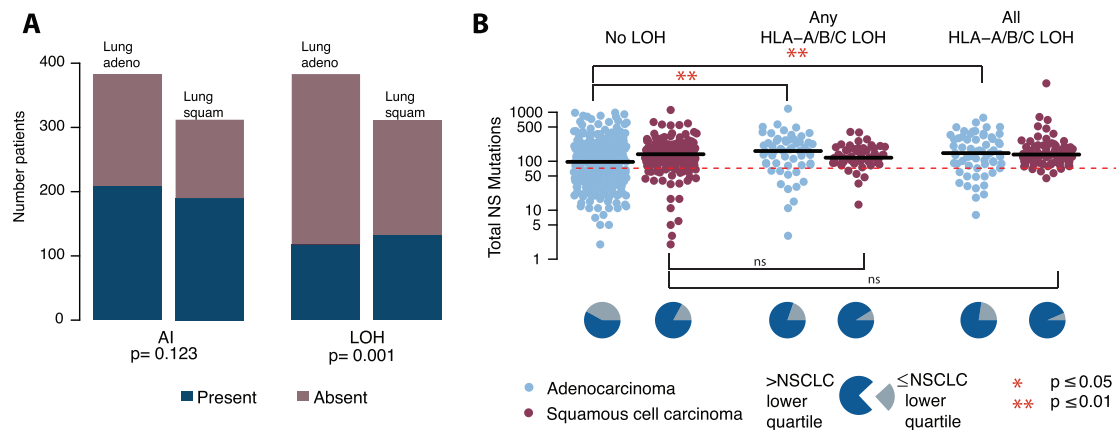 A
Lung
adeno
Lung
squam
Lung
adeno
Lung
squam
Number patients
400
300
200
100
0
AI
p= 0.123
LOH
p= 0.001
Present
Absent
B
No LOH
Any
HLA−A/B/C LOH
All
HLA−A/B/C LOH
**
**
Total NS Mutations
1000
500
100
50
10
5
1
ns
ns
Adenocarcinoma
Squamous cell carcinoma
>NSCLC
lower
quartile
≤NSCLC
lower
quartile
* p ≤ 0.05
** p ≤ 0.01